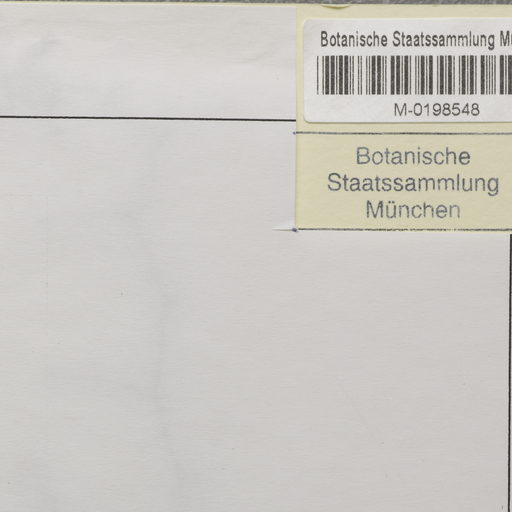 Botanische Staatssammlung
M-0198548
Botanische
Staatssammlung
München